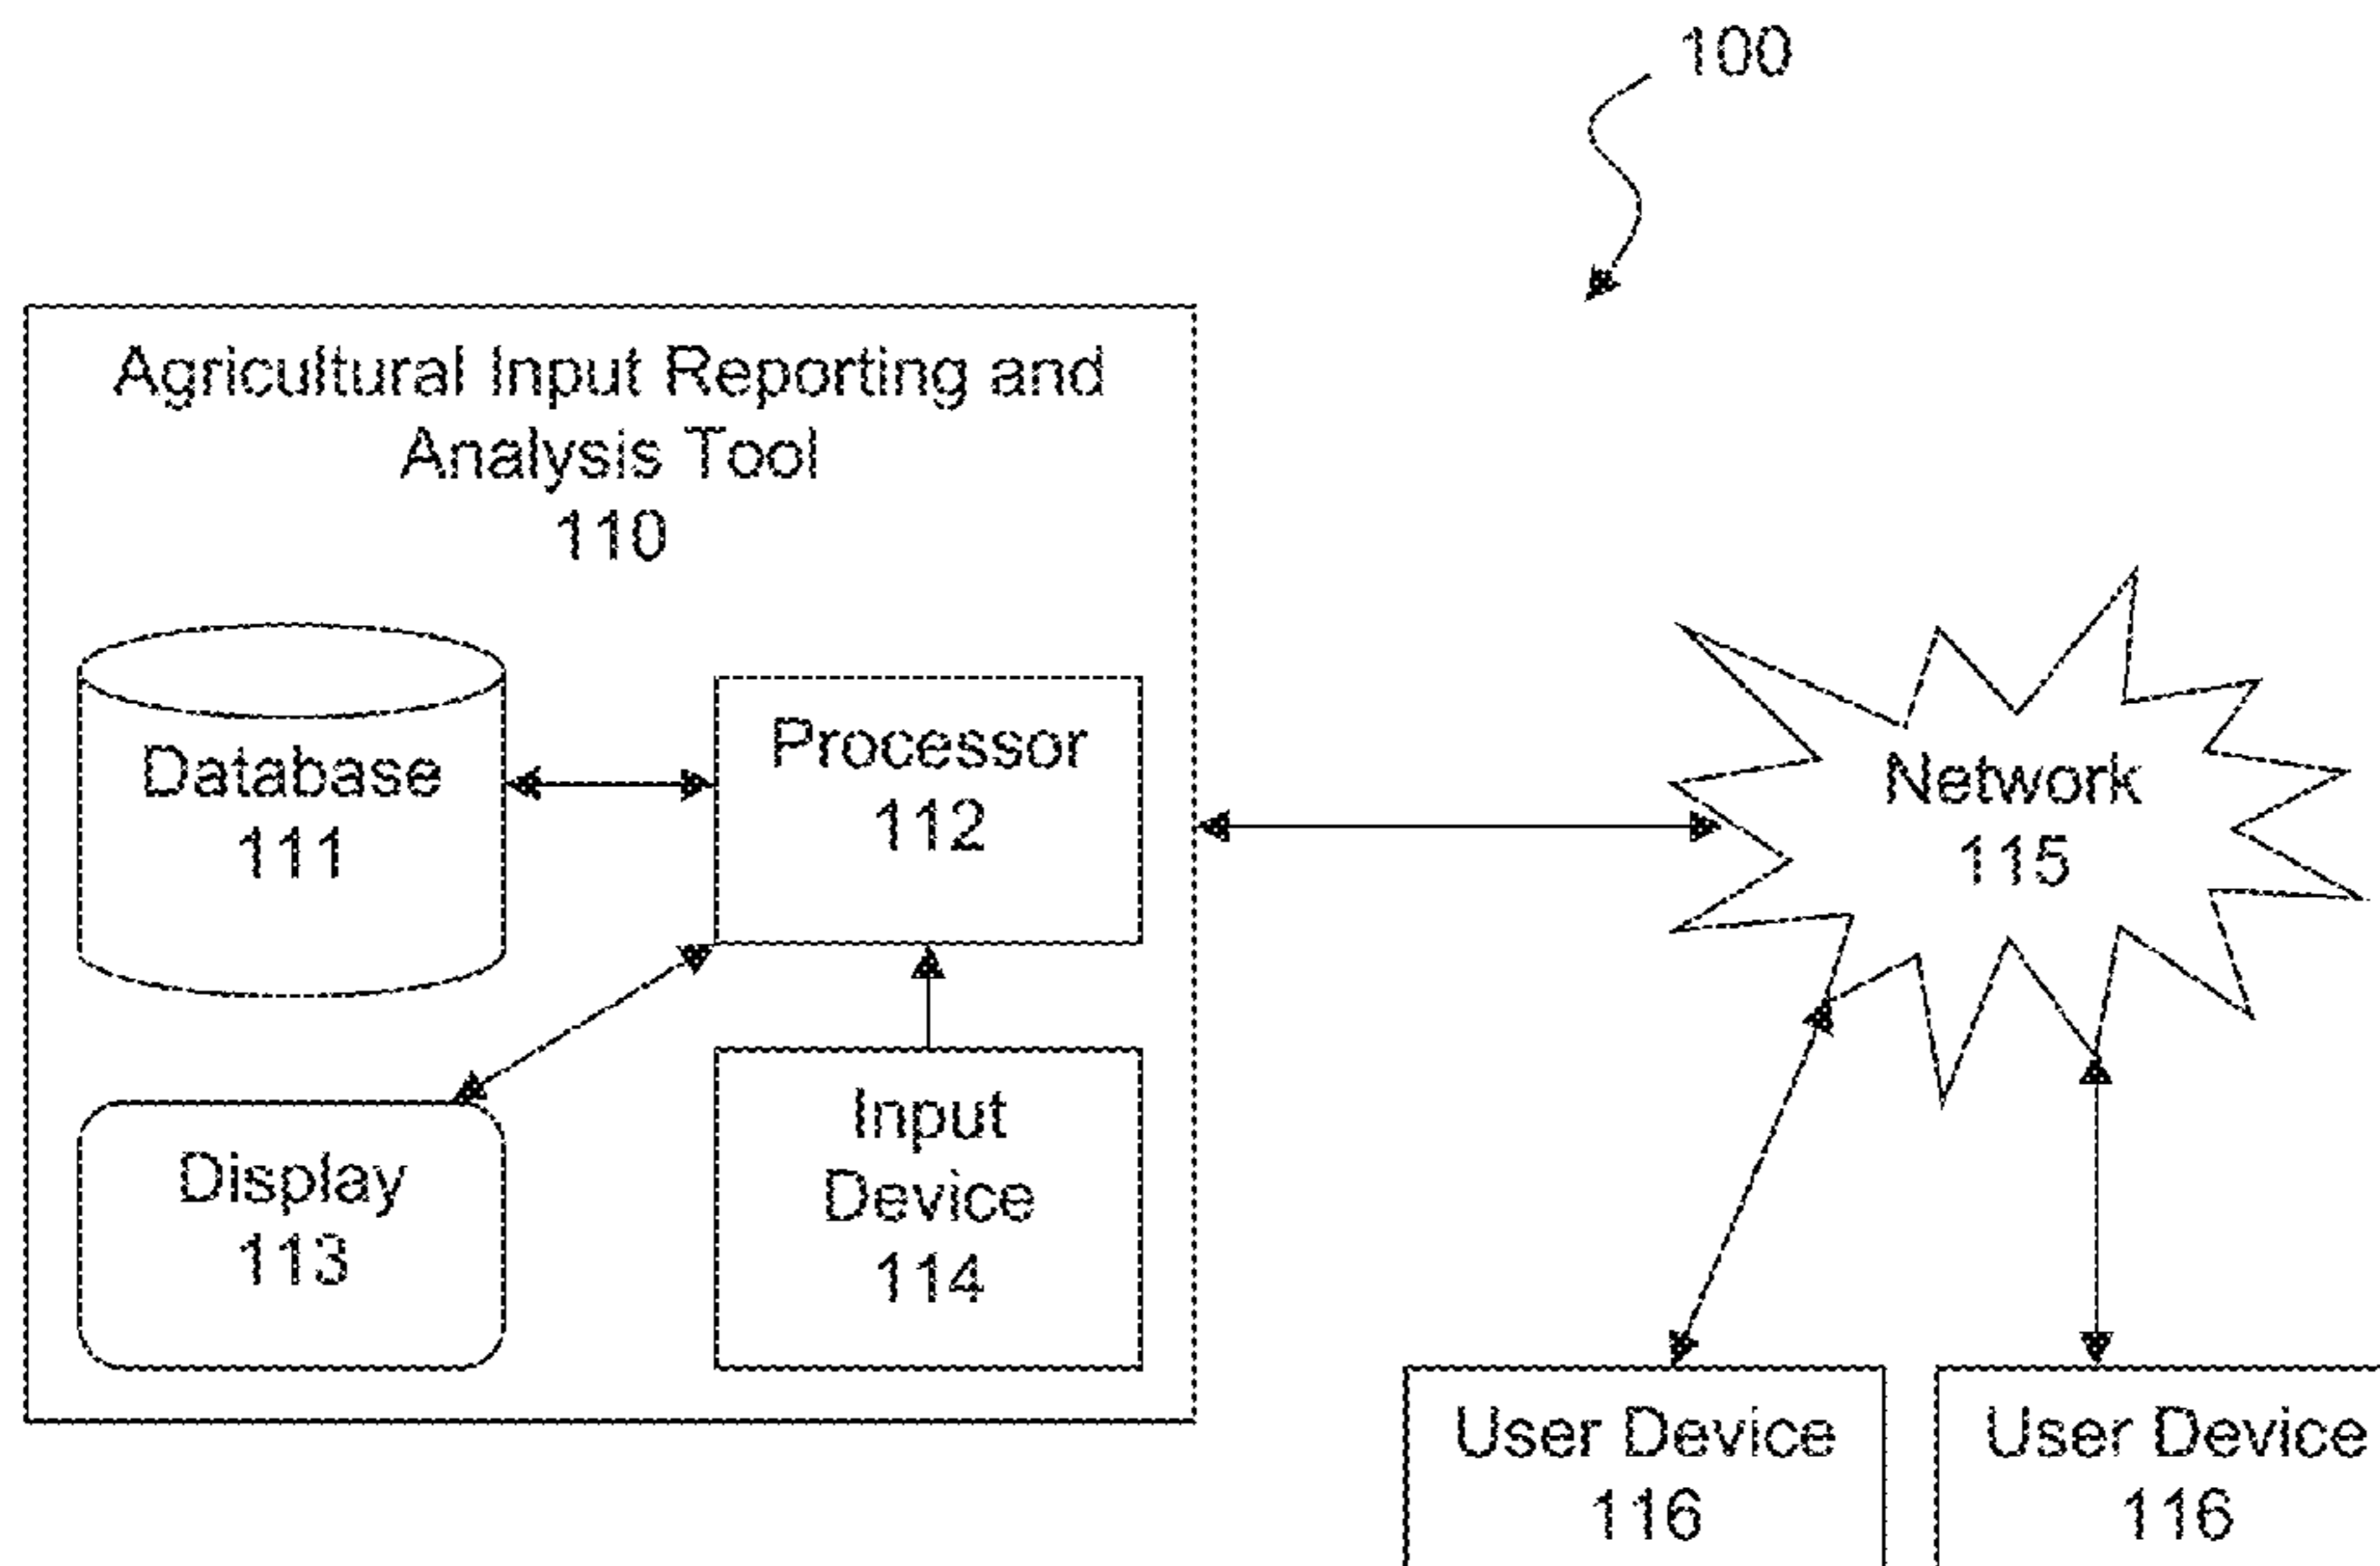 100
Agricultural Input Reporting and
Analysis Tool
110
Database
111
Processor
112
Network
115
Display
113
Input
Device
114
User Device
116
User Device
116